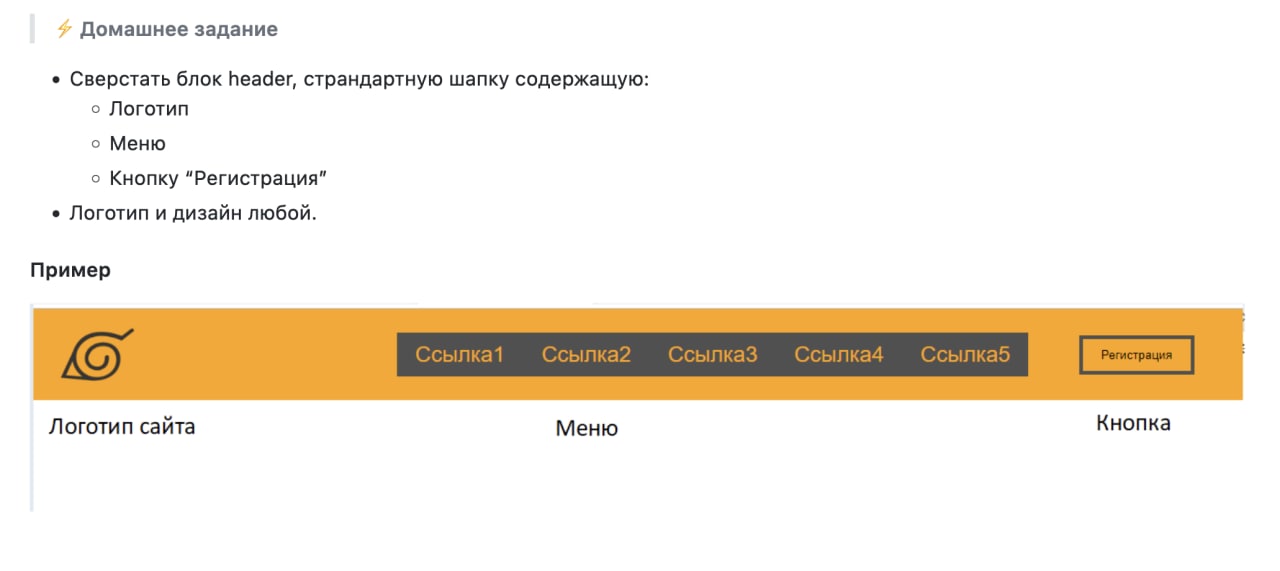 ⚡ Домашнее задание
• Сверстать блок header, страндартную шапку содержащую:
◦ Логотип
◦ Меню
◦ Кнопку “Регистрация”
• Логотип и дизайн любой.
Пример
Ссылка1 Ссылка2 Ссылка3 Ссылка4 Ссылка5 Регистрация
Логотип сайта Меню Кнопка